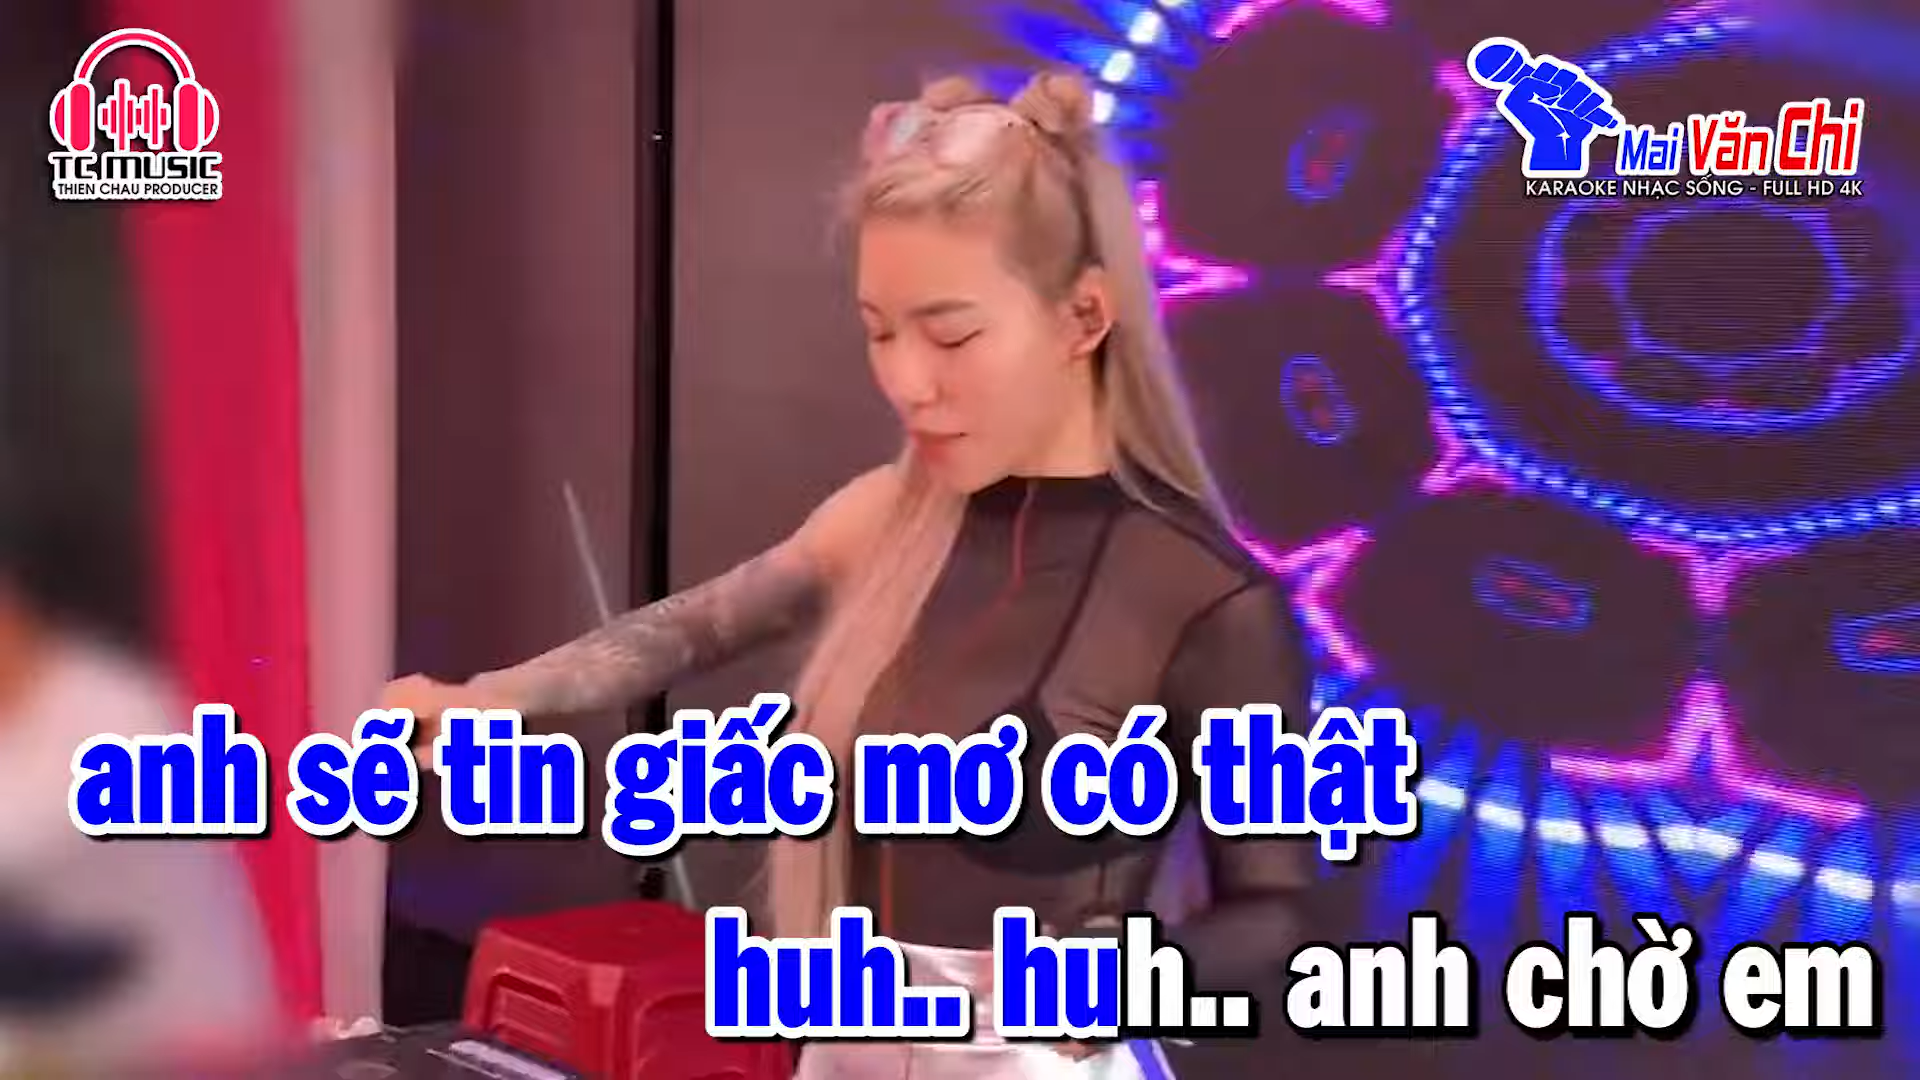 TC MUSIC
THIEN CHAU PRODUCER
Mai Văn Chi
KARAOKE NHẠC SỐNG - FULL HD 4K
anh sẽ tin giấc mơ có thật
huh.. huh.. anh chờ em